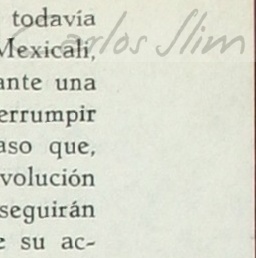 todavía
Carlos Slim
Mexicali,
ante una
errumpir
aso que,
volución
seguirán
e su ac-